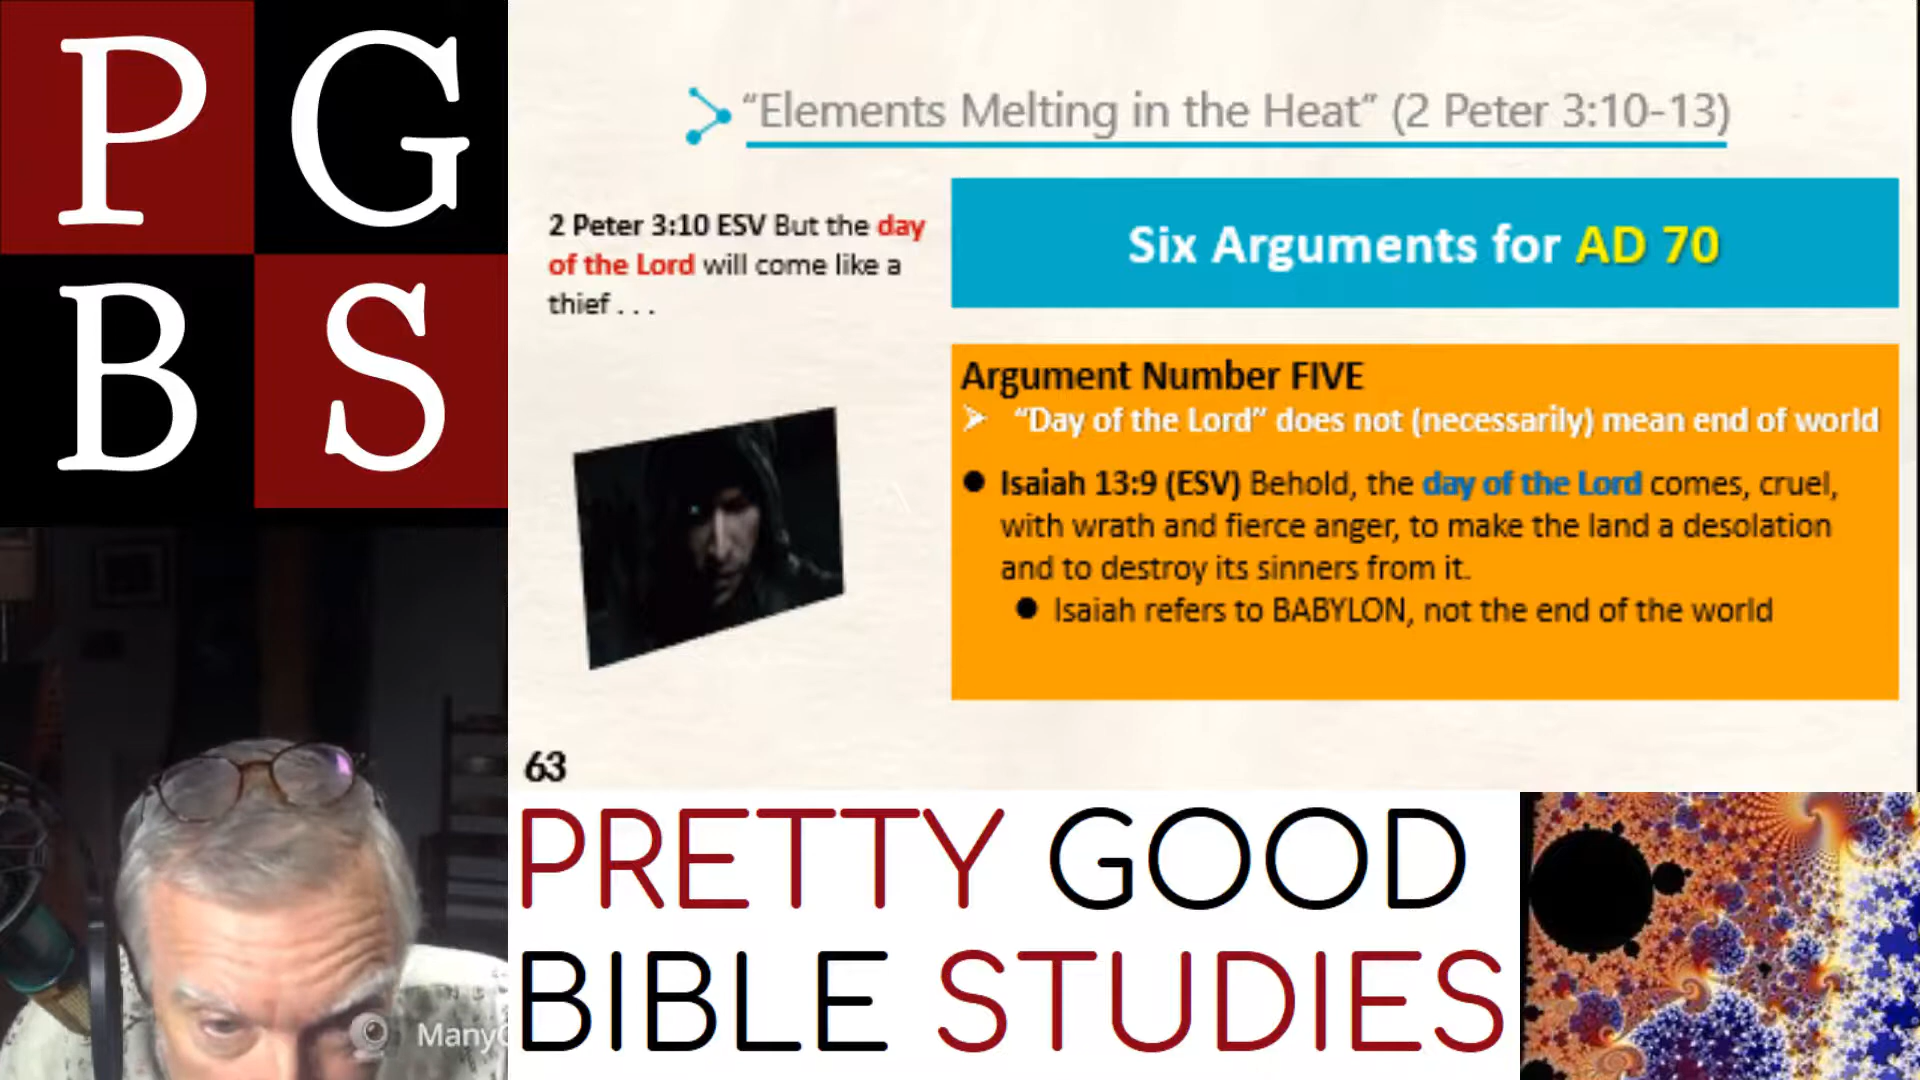 P G
B S
“Elements Melting in the Heat” (2 Peter 3:10-13)
2 Peter 3:10 ESV But the day
of the Lord will come like a
thief . . .
Six Arguments for AD 70
Argument Number FIVE
➢ “Day of the Lord” does not (necessarily) mean end of world
● Isaiah 13:9 (ESV) Behold, the day of the Lord comes, cruel,
with wrath and fierce anger, to make the land a desolation
and to destroy its sinners from it.
● Isaiah refers to BABYLON, not the end of the world
63
PRETTY GOOD
BIBLE STUDIES